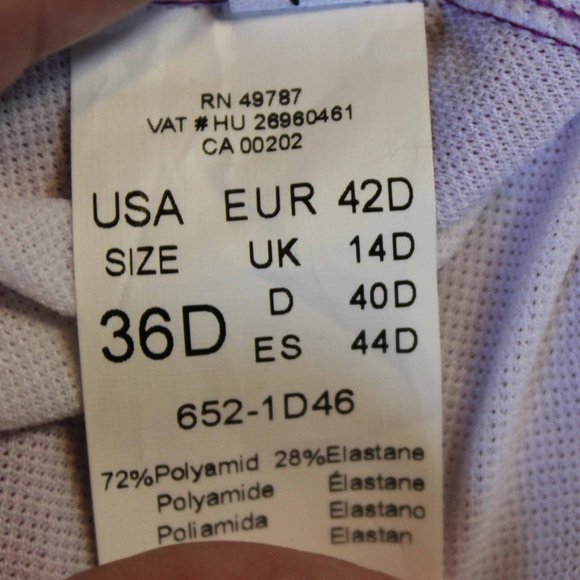 RN 49787
VAT # HU 26960461
CA 00202
USA EUR 42D
SIZE UK 14D
36D D 40D
ES 44D
652-1D46
72%Polyamid 28%Elastane
Polyamide Élastane
Poliamida Elastano
Elastan